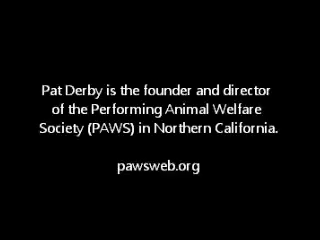 Pat Derby is the founder and director
of the Performing Animal Welfare
Society (PAWS) in Northern California.
pawsweb.org